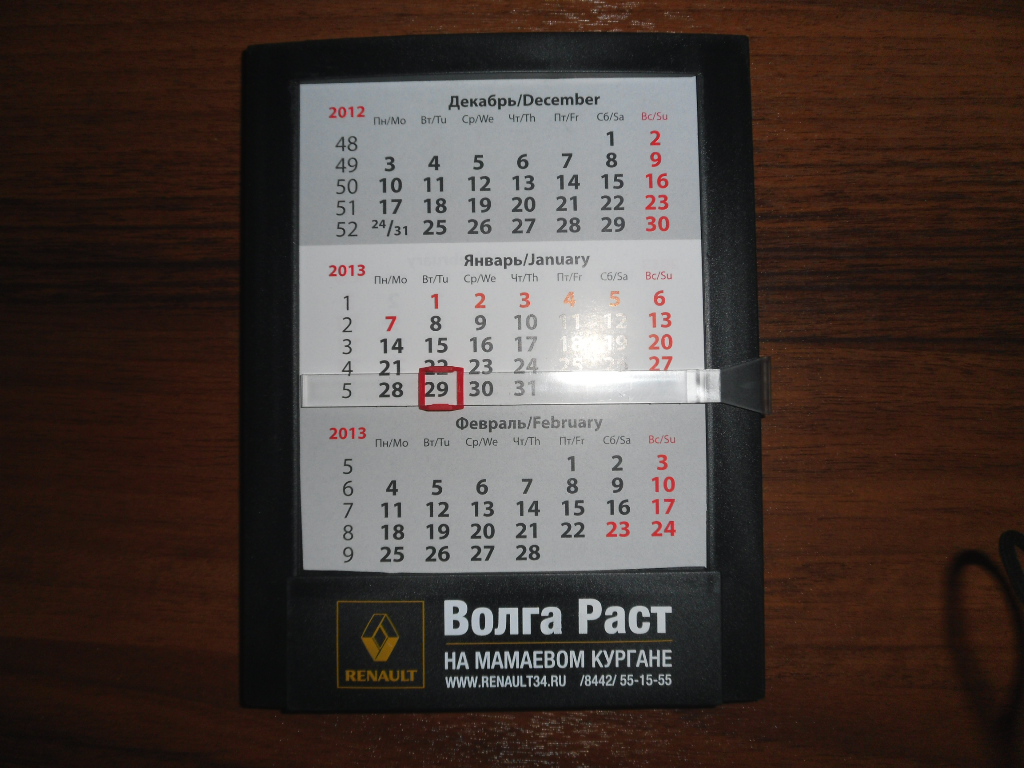 Декабрь/December
2012 Пн/Mo Вт/Tu Ср/We Чт/Th Пт/Fr Сб/Sa Вс/Su
48 1 2
49 3 4 5 6 7 8 9
50 10 11 12 13 14 15 16
51 17 18 19 20 21 22 23
52 24/31 25 26 27 28 29 30
Январь/January
2013 Пн/Mo Вт/Tu Ср/We Чт/Th Пт/Fr Сб/Sa Вс/Su
1 1 2 3 4 5 6
2 7 8 9 10 11 12 13
3 14 15 16 17 18 19 20
4 21 22 23 24 25 26 27
5 28 29 30 31
Февраль/February
2013 Пн/Mo Вт/Tu Ср/We Чт/Th Пт/Fr Сб/Sa Вс/Su
5 1 2 3
6 4 5 6 7 8 9 10
7 11 12 13 14 15 16 17
8 18 19 20 21 22 23 24
9 25 26 27 28
Волга Раст
НА МАМАЕВОМ КУРГАНЕ
RENAULT
WWW.RENAULT34.RU /8442/ 55-15-55